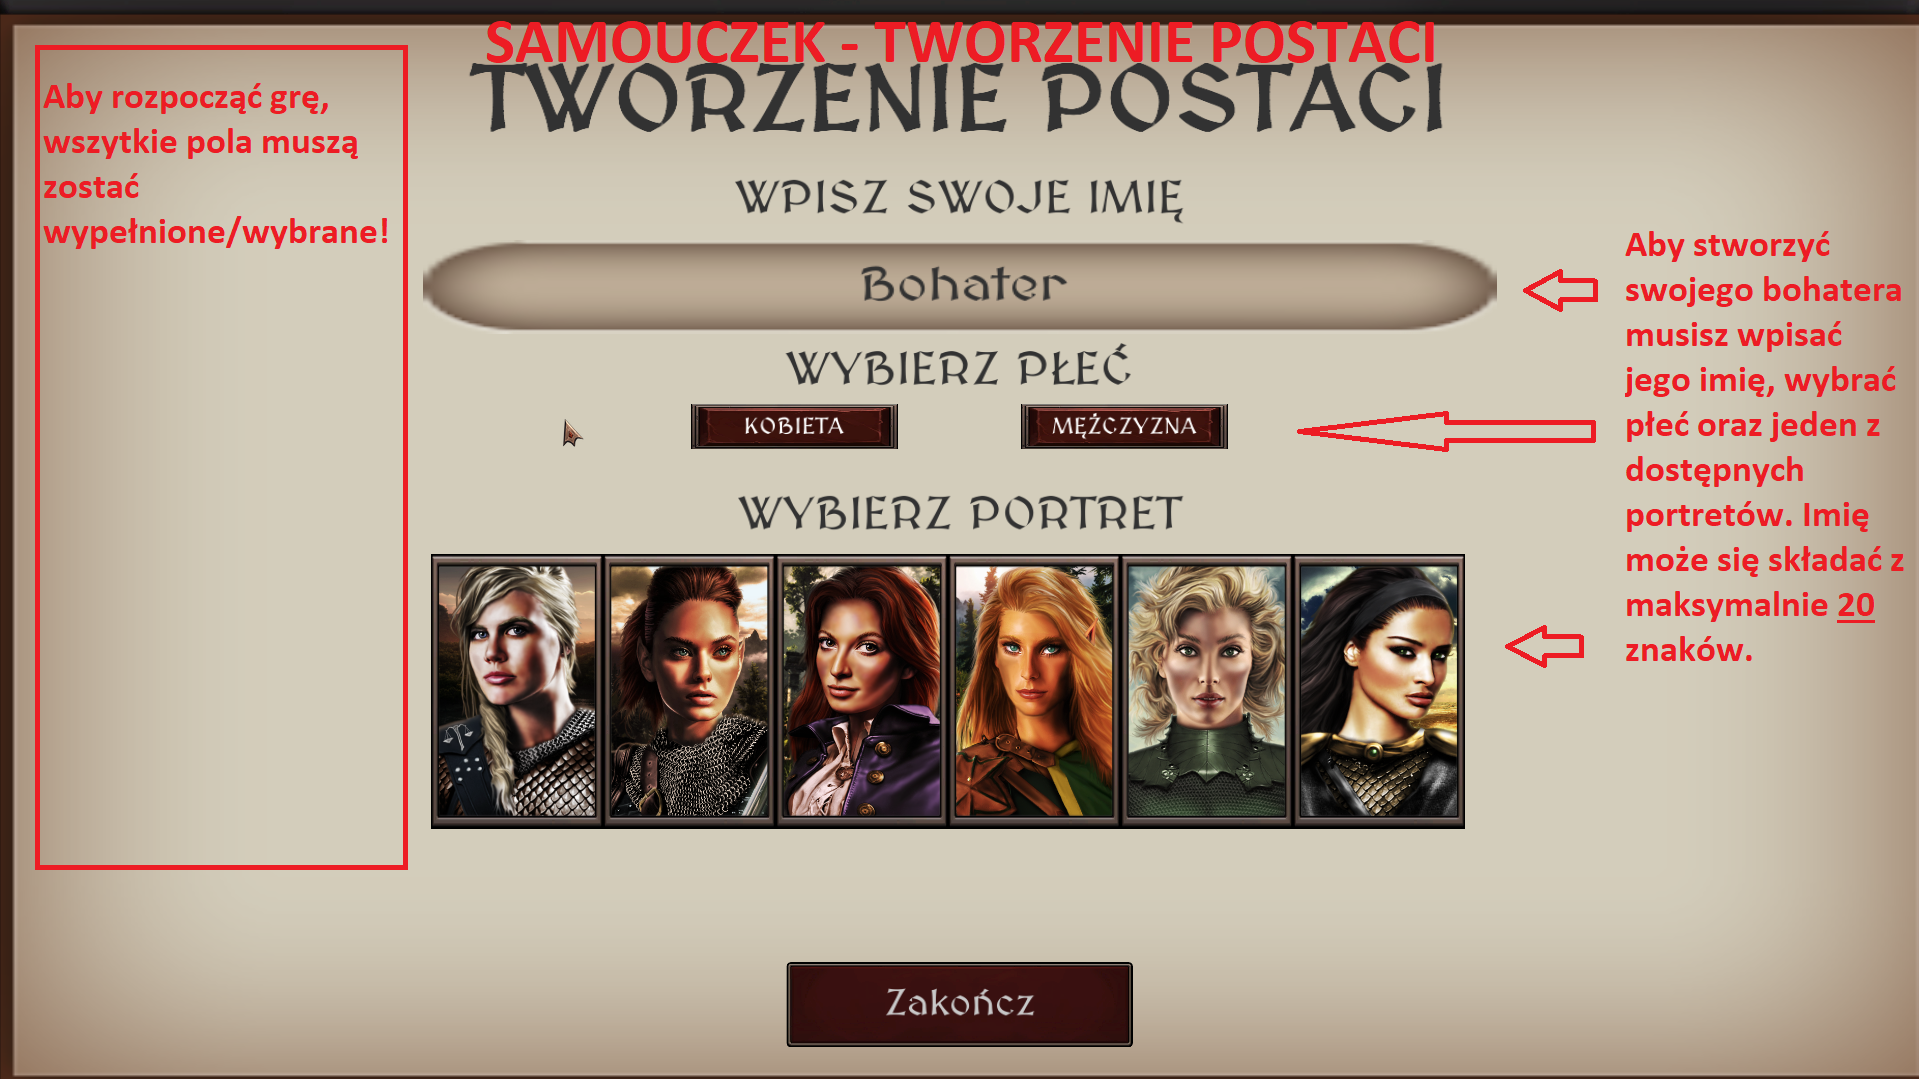 SAMOUCZEK - TWORZENIE POSTACI
TWORZENIE POSTACI
Aby rozpocząć grę,
wszytkie pola muszą
zostać
wypełnione/wybrane!
WPISZ SWOJE IMIĘ
Bohater
WYBIERZ PŁEĆ
KOBIETA
MĘŻCZYZNA
WYBIERZ PORTRET
Aby stworzyć
swojego bohatera
musisz wpisać
jego imię, wybrać
płeć oraz jeden z
dostępnych
portretów. Imię
może się składać z
maksymalnie 20
znaków.
Zakończ